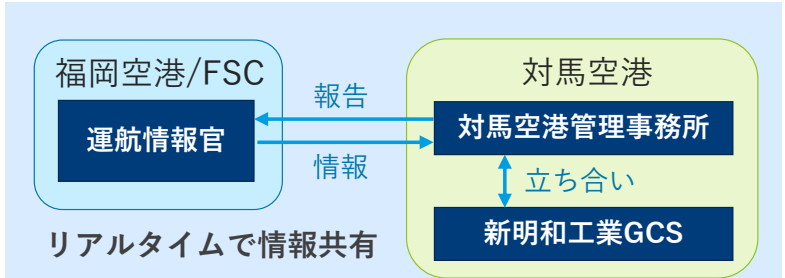 福岡空港/FSC
運航情報官
報告
情報
対馬空港
対馬空港管理事務所
立ち合い
新明和工業GCS
リアルタイムで情報共有